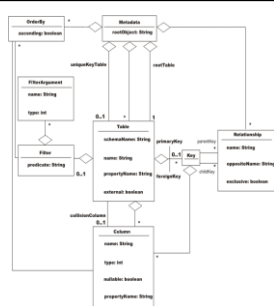 OrderBy
ascending: boolean
*
Metadata
rootObject: String
*
uniqueKeyTable
rootTable
FilterArgument
name: String
type: int
*
Filter
predicate: String
0..1
0..1
*
1
Table
schemaName: String
name: String
propertyName: String
external: boolean
primaryKey
0..1
foreignKey
*
Key
parentKey
*
childKey
*
Relationship
name: String
oppositeName: String
exclusive: boolean
collisionColumn
0..1
*
*
Column
name: String
type: int
nullable: boolean
propertyName: String